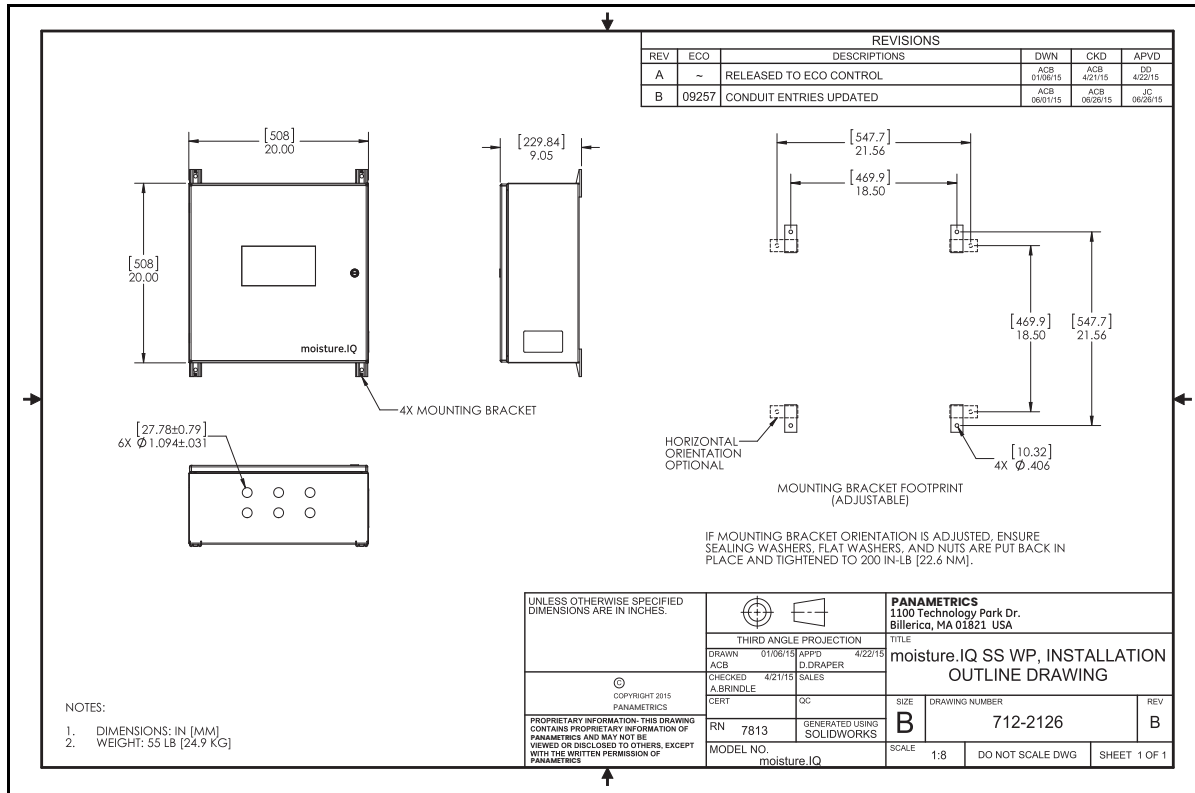 REVISIONS
REV ECO DESCRIPTIONS DWN CKD APVD
A ~ RELEASED TO ECO CONTROL ACB 01/06/15 ACB 4/21/15 DD 4/22/15
B 09257 CONDUIT ENTRIES UPDATED ACB 06/01/15 ACB 06/26/15 JC 06/26/15
[508]
20.00
[229.84]
9.05
[547.7]
21.56
[469.9]
18.50
[508]
20.00
moisture.IQ
[469.9]
18.50
[547.7]
21.56
4X MOUNTING BRACKET
[27.78±0.79]
6X Ø 1.094±.031
HORIZONTAL
ORIENTATION
OPTIONAL
[10.32]
4X Ø .406
MOUNTING BRACKET FOOTPRINT
(ADJUSTABLE)
IF MOUNTING BRACKET ORIENTATION IS ADJUSTED, ENSURE
SEALING WASHERS, FLAT WASHERS, AND NUTS ARE PUT BACK IN
PLACE AND TIGHTENED TO 200 IN-LB [22.6 NM].
NOTES:
1. DIMENSIONS: IN [MM]
2. WEIGHT: 55 LB [24.9 KG]
UNLESS OTHERWISE SPECIFIED
DIMENSIONS ARE IN INCHES.
©
COPYRIGHT 2015
PANAMETRICS
PROPRIETARY INFORMATION- THIS DRAWING
CONTAINS PROPRIETARY INFORMATION OF
PANAMETRICS AND MAY NOT BE
VIEWED OR DISCLOSED TO OTHERS, EXCEPT
WITH THE WRITTEN PERMISSION OF
PANAMETRICS
THIRD ANGLE PROJECTION
DRAWN 01/06/15 APP'D 4/22/15
ACB D.DRAPER
CHECKED 4/21/15 SALES
A.BRINDLE
CERT QC
RN 7813 GENERATED USING
SOLIDWORKS
MODEL NO.
moisture.IQ
PANAMETRICS
1100 Technology Park Dr.
Billerica, MA 01821 USA
TITLE
moisture.IQ SS WP, INSTALLATION
OUTLINE DRAWING
SIZE DRAWING NUMBER REV
B 712-2126 B
SCALE 1:8 DO NOT SCALE DWG SHEET 1 OF 1